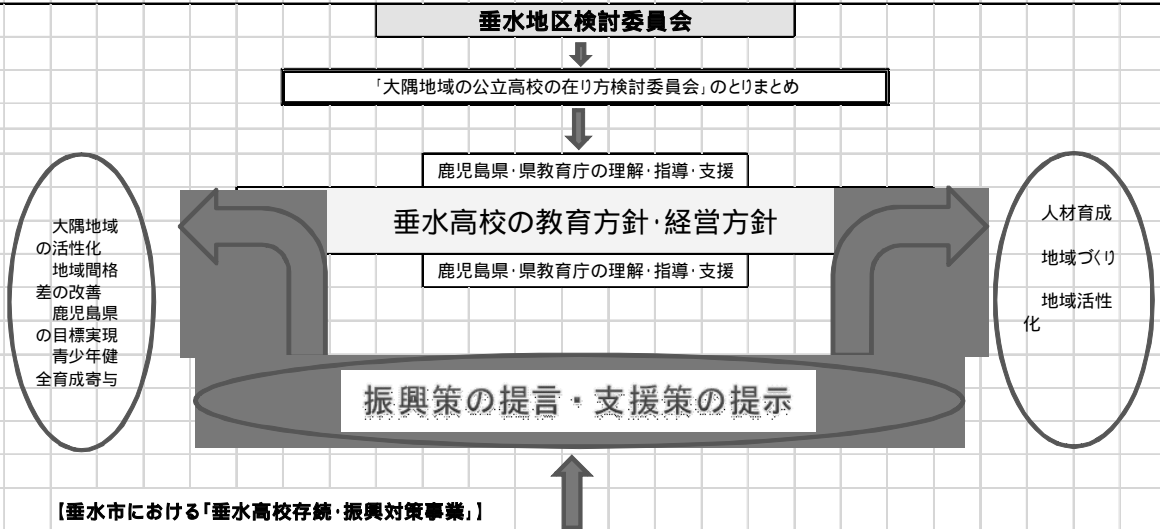 垂水地区検討委員会
「大隅地域の公立高校の在り方検討委員会」のとりまとめ
鹿児島県・県教育庁の理解・指導・支援
垂水高校の教育方針・経営方針
鹿児島県・県教育庁の理解・指導・支援
大隅地域
の活性化
地域間格
差の改善
鹿児島県
の目標実現
青少年健
全育成寄与
人材育成
地域づくり
地域活性
化
振興策の提言・支援策の提示
【垂水市における「垂水高校存続・振興対策事業」】